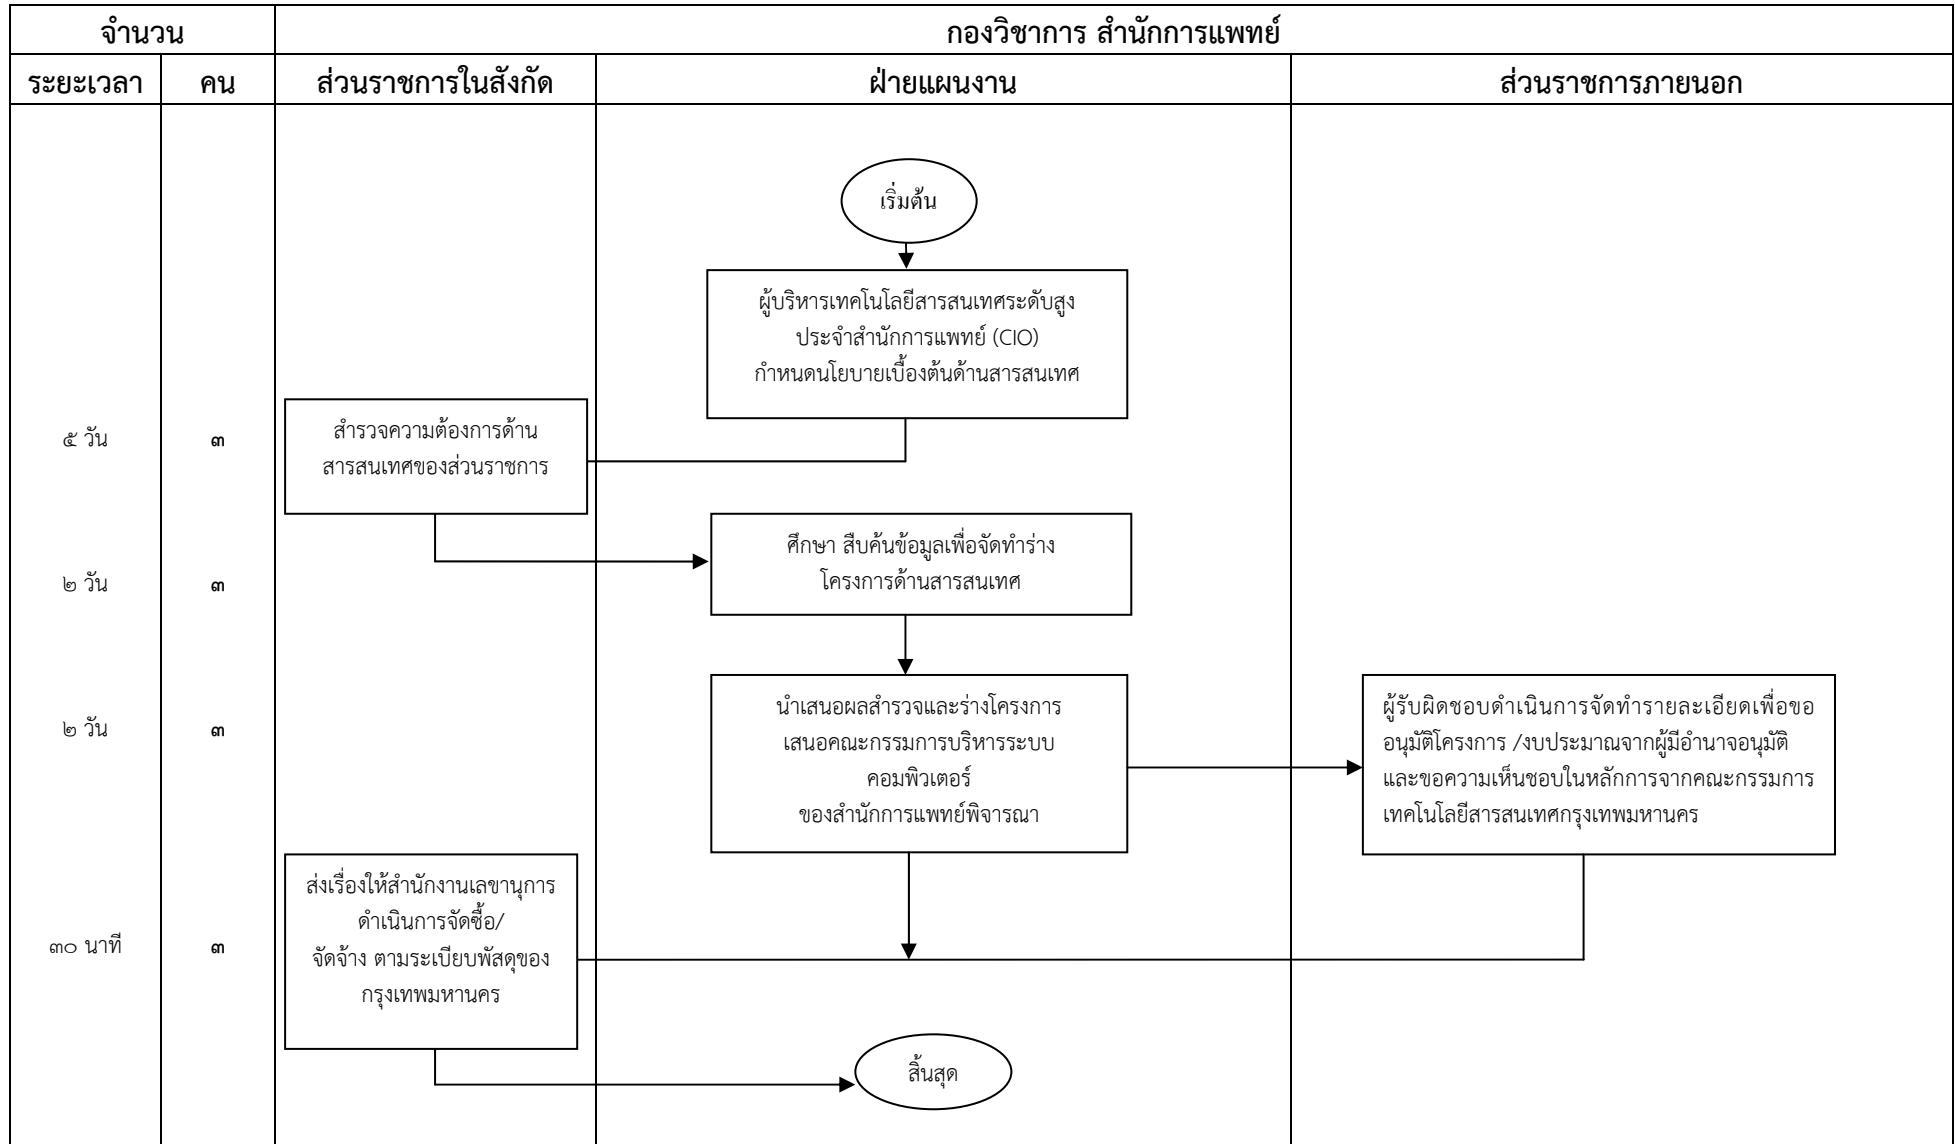 จำนวน
กองวิชาการ สำนักการแพทย์
ระยะเวลา
คน
ส่วนราชการในสังกัด
ฝ่ายแผนงาน
ส่วนราชการภายนอก
เริ่มต้น
ผู้บริหารเทคโนโลยีสารสนเทศระดับสูง
ประจำสำนักการแพทย์ (CIO)
กำหนดนโยบายเบื้องต้นด้านสารสนเทศ
๕ วัน
๓
สำรวจความต้องการด้าน
สารสนเทศของส่วนราชการ
๒ วัน
๓
ศึกษา สืบค้นข้อมูลเพื่อจัดทำร่าง
โครงการด้านสารสนเทศ
๒ วัน
๓
นำเสนอผลสำรวจและร่างโครงการ
เสนอคณะกรรมการบริหารระบบ
คอมพิวเตอร์
ของสำนักการแพทย์พิจารณา
ผู้รับผิดชอบดำเนินการจัดทำรายละเอียดเพื่อขอ
อนุมัติโครงการ /งบประมาณจากผู้มีอำนาจอนุมัติ
และขอความเห็นชอบในหลักการจากคณะกรรมการ
เทคโนโลยีสารสนเทศกรุงเทพมหานคร
๓๐ นาที
๓
ส่งเรื่องให้สำนักงานเลขานุการ
ดำเนินการจัดซื้อ/
จัดจ้าง ตามระเบียบพัสดุของ
กรุงเทพมหานคร
สิ้นสุด